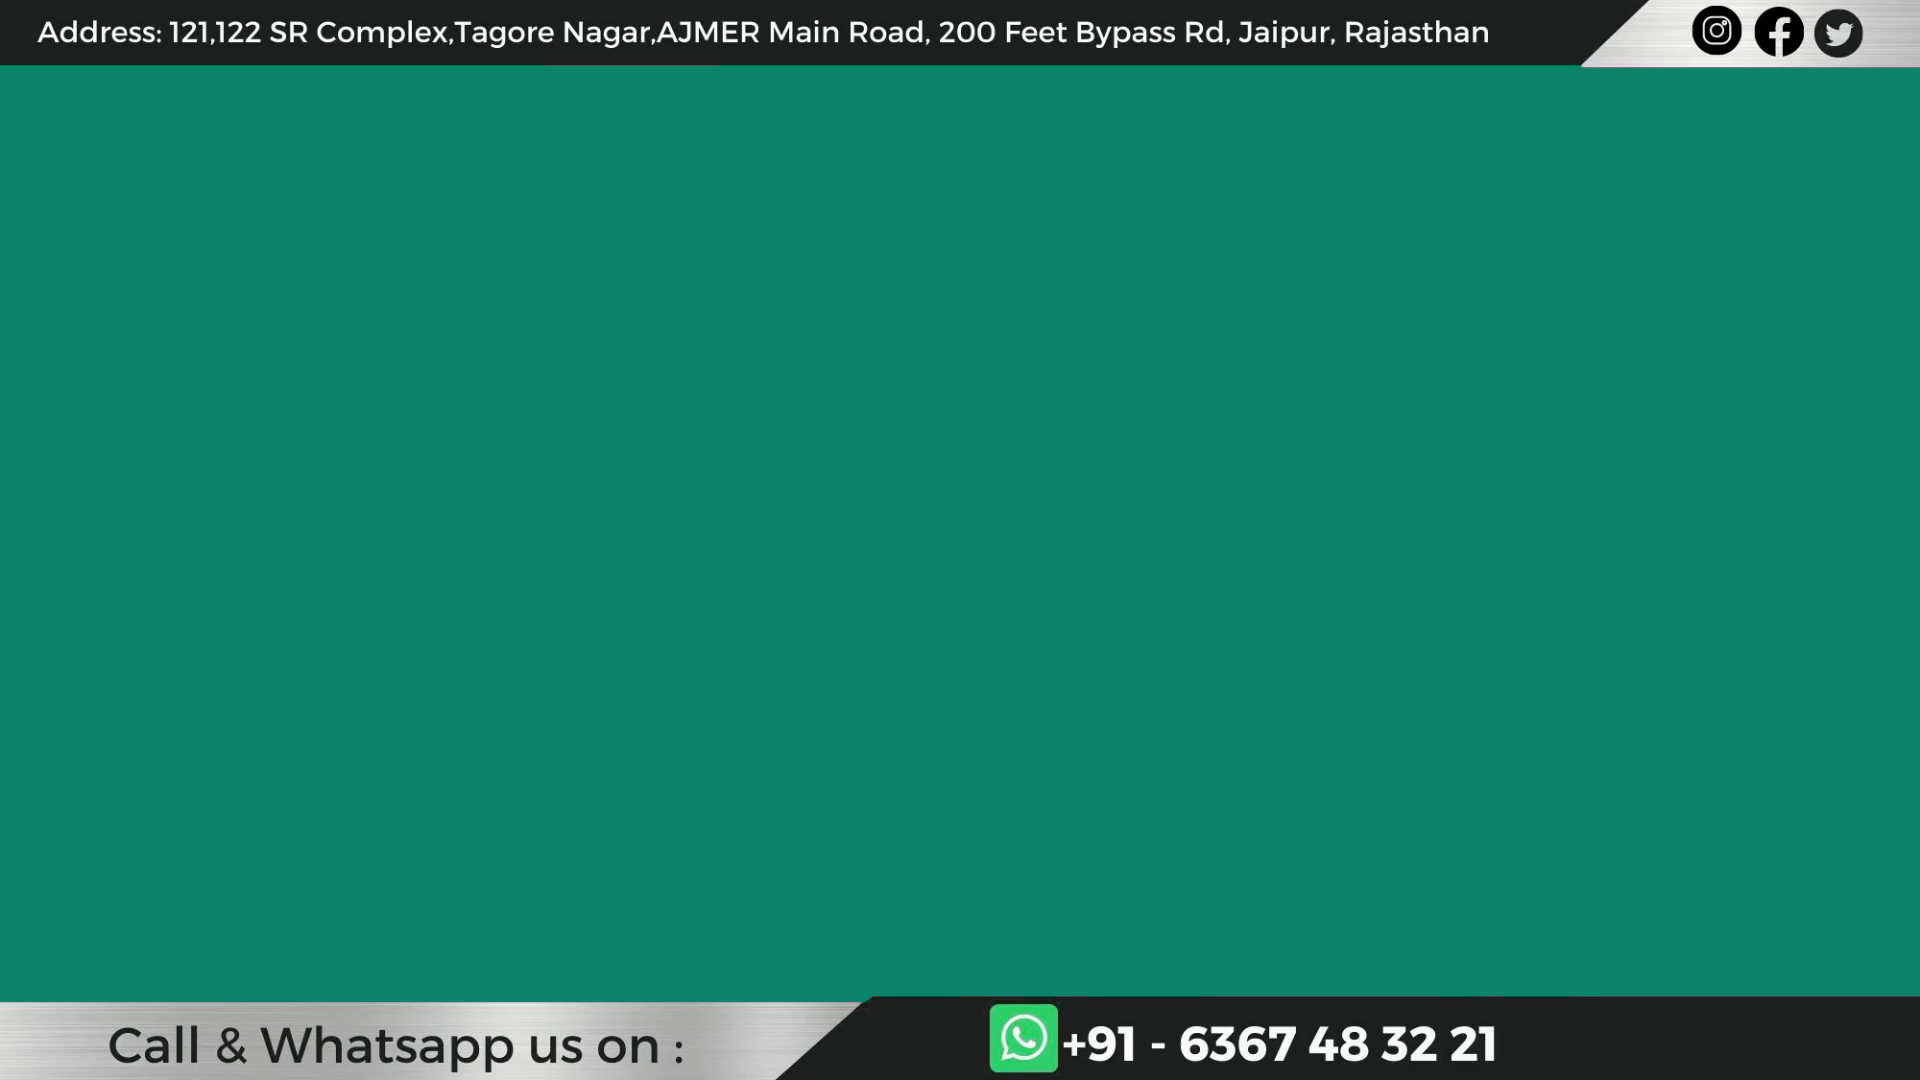 Address: 121,122 SR Complex,Tagore Nagar,AJMER Main Road, 200 Feet Bypass Rd, Jaipur, Rajasthan
Call & Whatsapp us on :
+91 - 6367 48 32 21